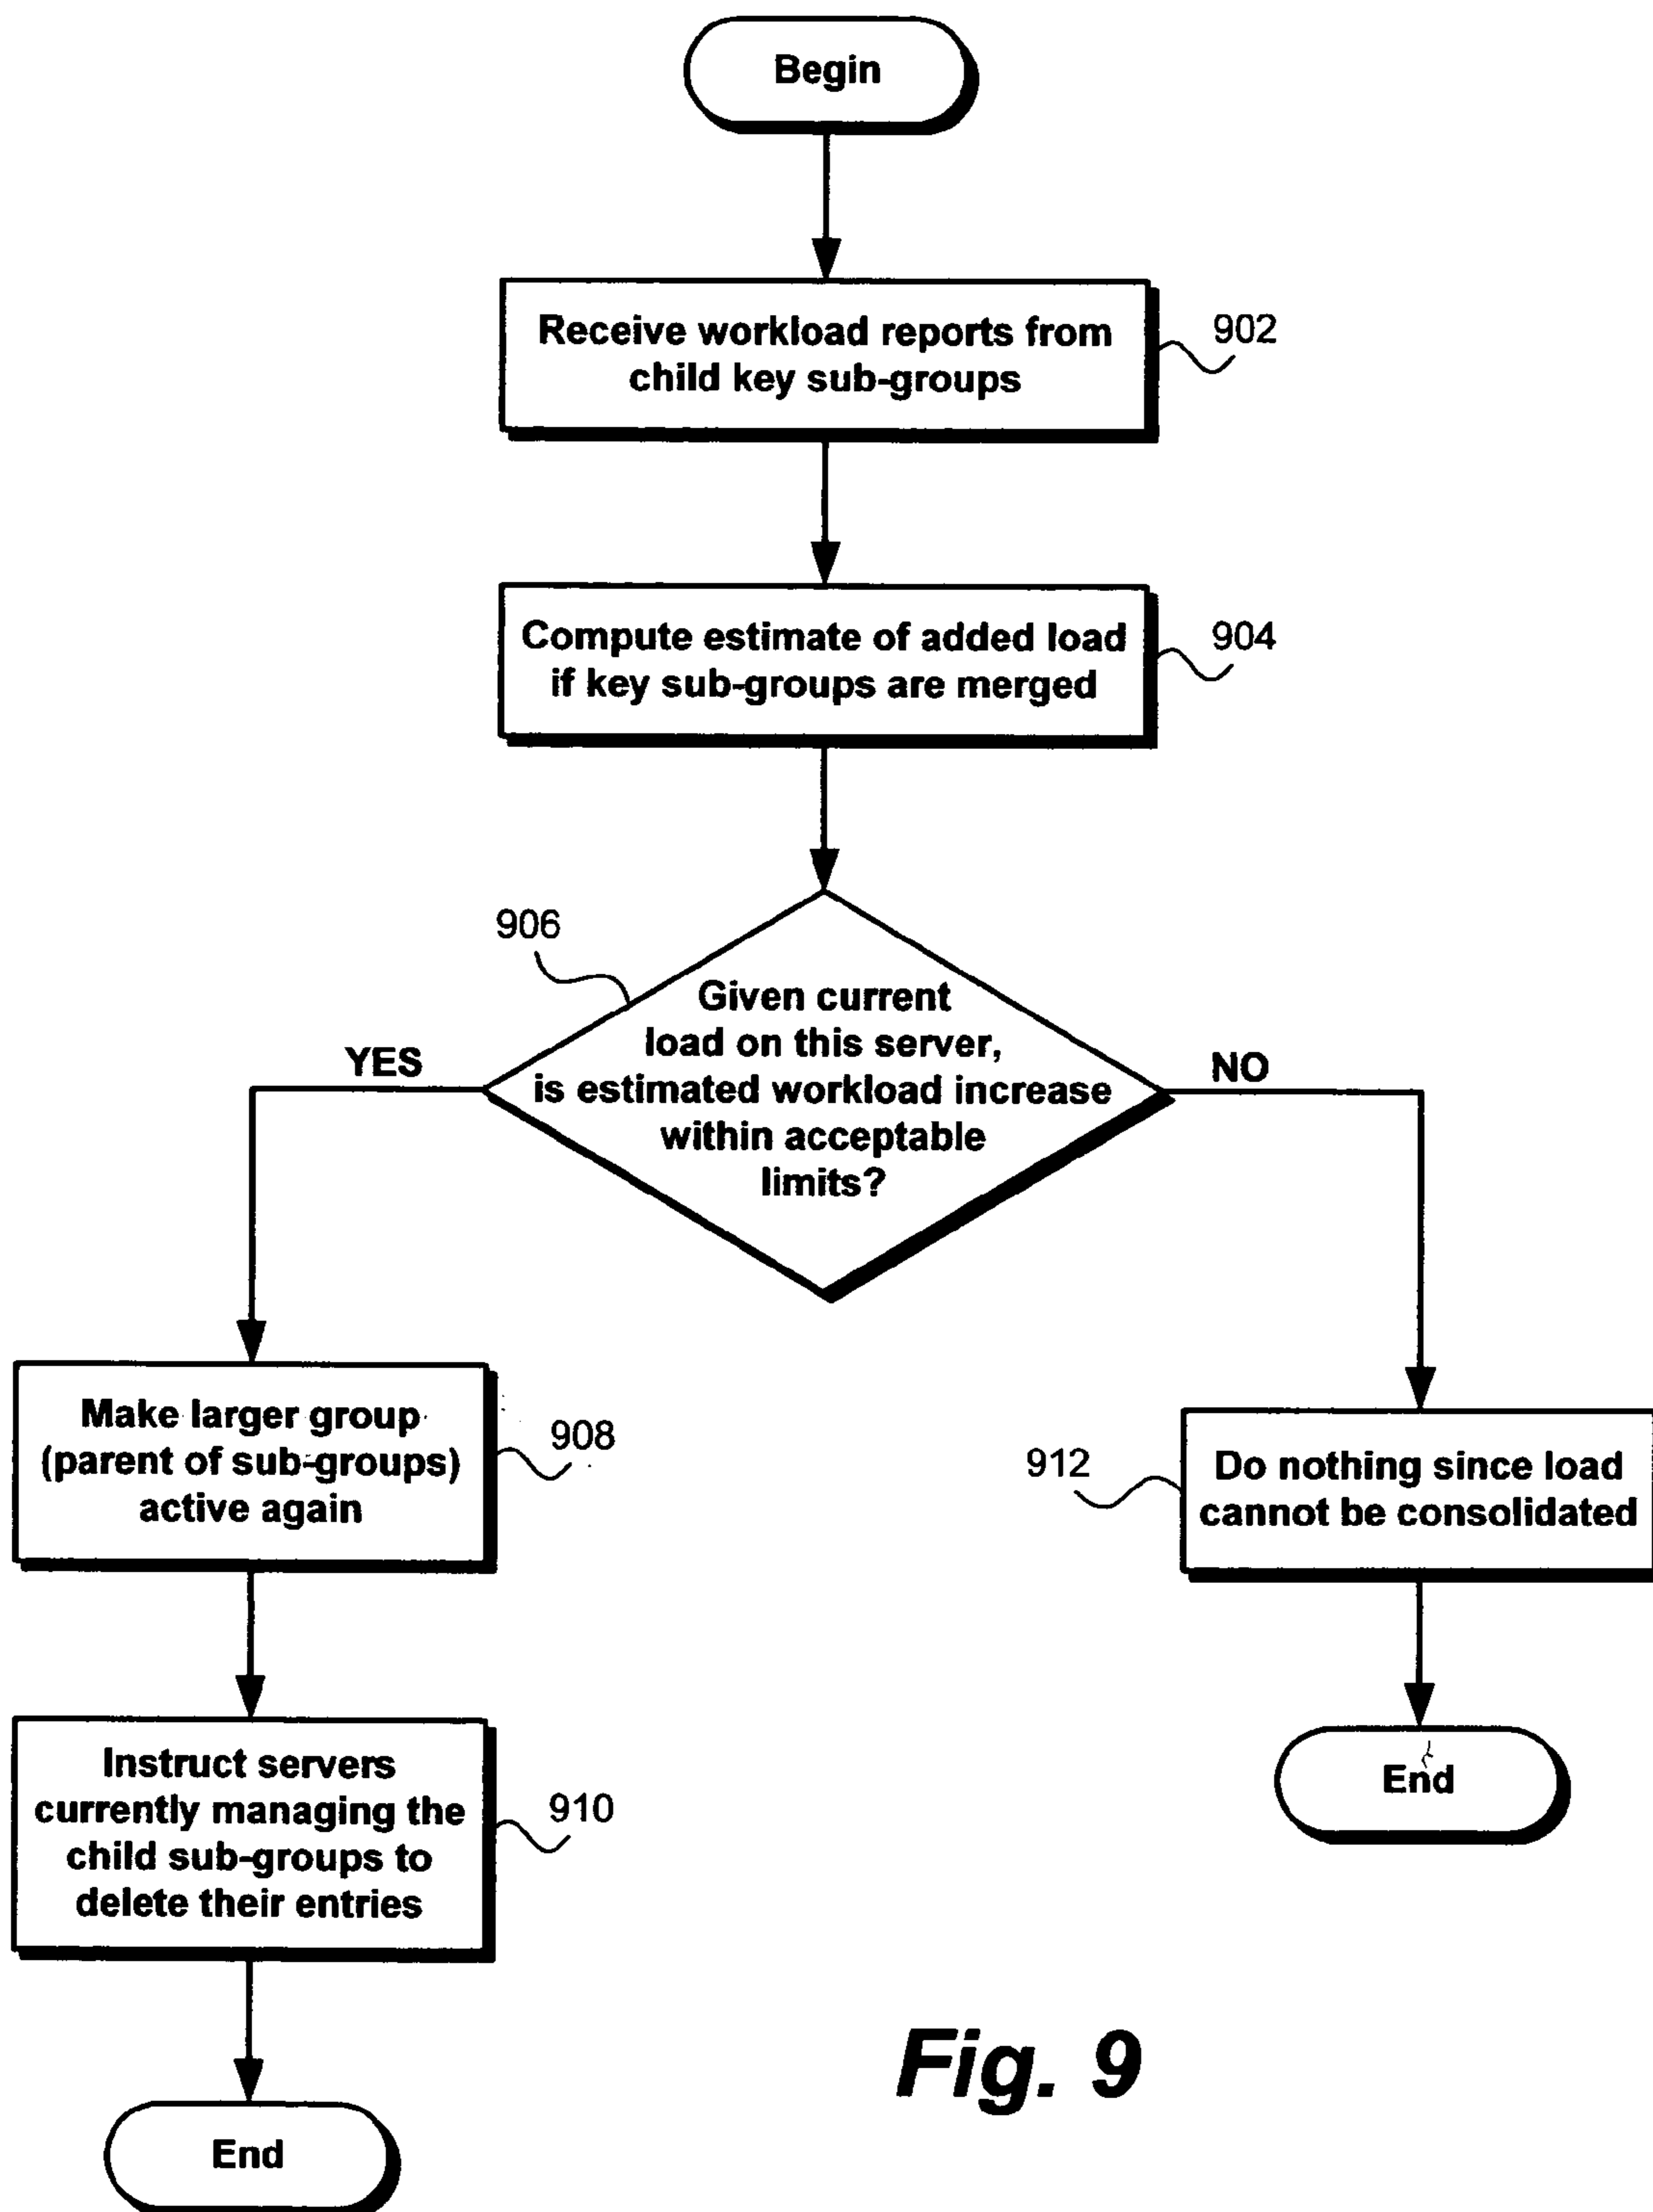 Begin
Receive workload reports from
child key sub-groups
902
Compute estimate of added load
if key sub-groups are merged
904
906
Given current
load on this server,
is estimated workload increase
within acceptable
limits?
YES
NO
Make larger group
(parent of sub-groups)
active again
908
912
Do nothing since load
cannot be consolidated
Instruct servers
currently managing the
child sub-groups to
delete their entries
910
End
End
Fig. 9